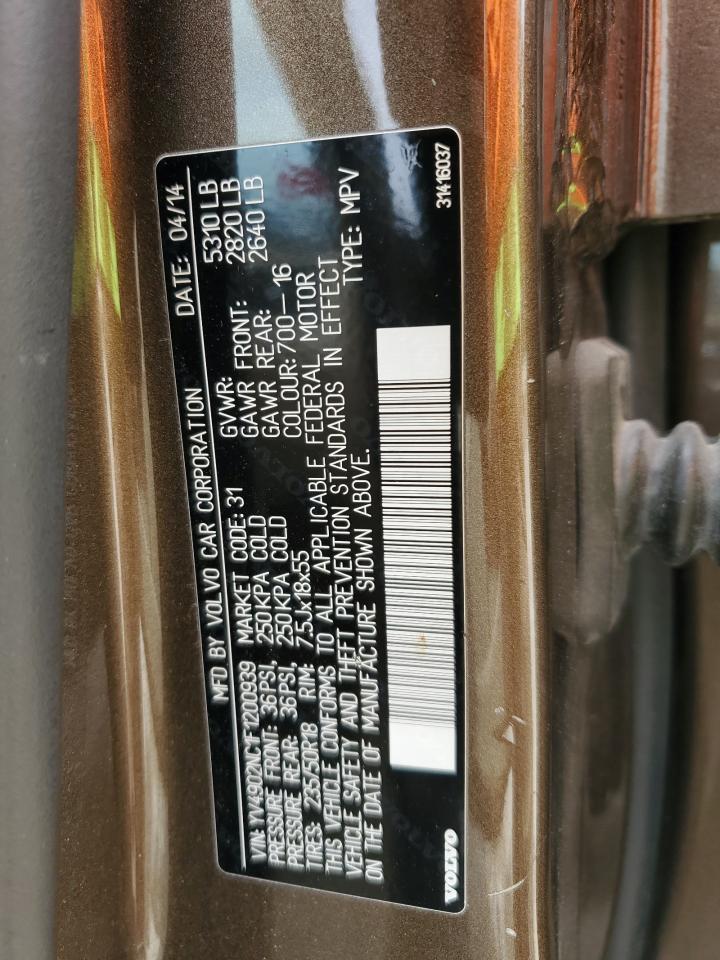 MFD BY VOLVO CAR CORPORATION DATE: 04/14
VIN: YV4902NC1F1200939 MARKET CODE: 31 GVWR: 5310 LB
PRESSURE FRONT: 36PSI, 250KPA COLD GAWR FRONT: 2820 LB
PRESSURE REAR: 36PSI, 250KPA COLD GAWR REAR: 2640 LB
TIRES: 235/50R18 RIM: 7.5Jx18x55 COLOUR: 700-16
THIS VEHICLE CONFORMS TO ALL APPLICABLE FEDERAL MOTOR
VEHICLE SAFETY AND THEFT PREVENTION STANDARDS IN EFFECT
ON THE DATE OF MANUFACTURE SHOWN ABOVE. TYPE: MPV
VOLVO 31416037